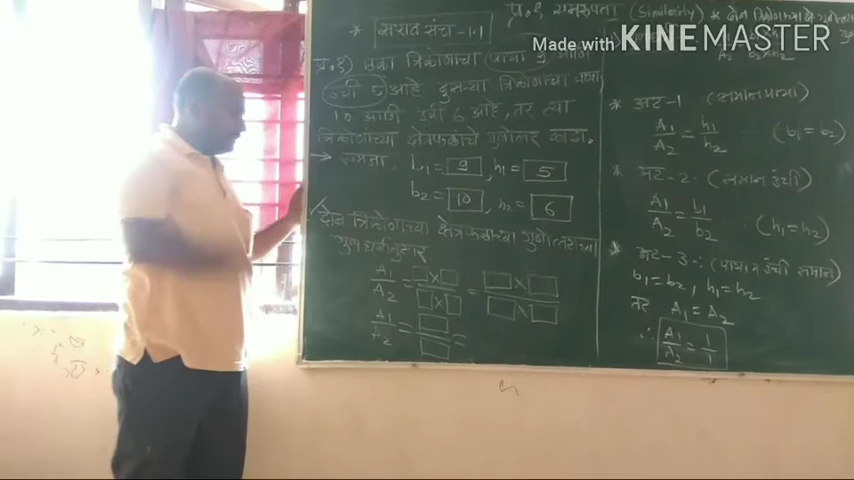 Made with KINEMASTER
प्र.१ समरूपता (Similarity) * दोन त्रिकोणाच्या
* सराव संच-1.1
प्र.१) एका त्रिकोणाचा पाया 9 आणि
उंची 5 आहे. दुसऱ्या त्रिकोणाचा पाया
10 आणि उंची 6 आहे, तर त्या
त्रिकोणांच्या क्षेत्रफळांचे गुणोत्तर काढा.
→ समजा. b₁= 9 , h₁= 5
b₂= 10 , h₂= 6
दोन त्रिकोणाच्या क्षेत्रफळाच्या गुणोत्तराच्या
गुणधर्मानुसार
A₁/A₂ = □×□/□×□ = □×□/□×□
A₁/A₂ = □/□ =
* अट-1 (समान पाया)
A₁/A₂ = h₁/h₂ (b₁=b₂)
* अट-2- (समान उंची)
A₁/A₂ = b₁/b₂ ... (h₁=h₂)
* अट-3-: (पाया व उंची समान)
b₁=b₂, h₁=h₂
तर A₁=A₂
∴ A₁/A₂ = 1/1